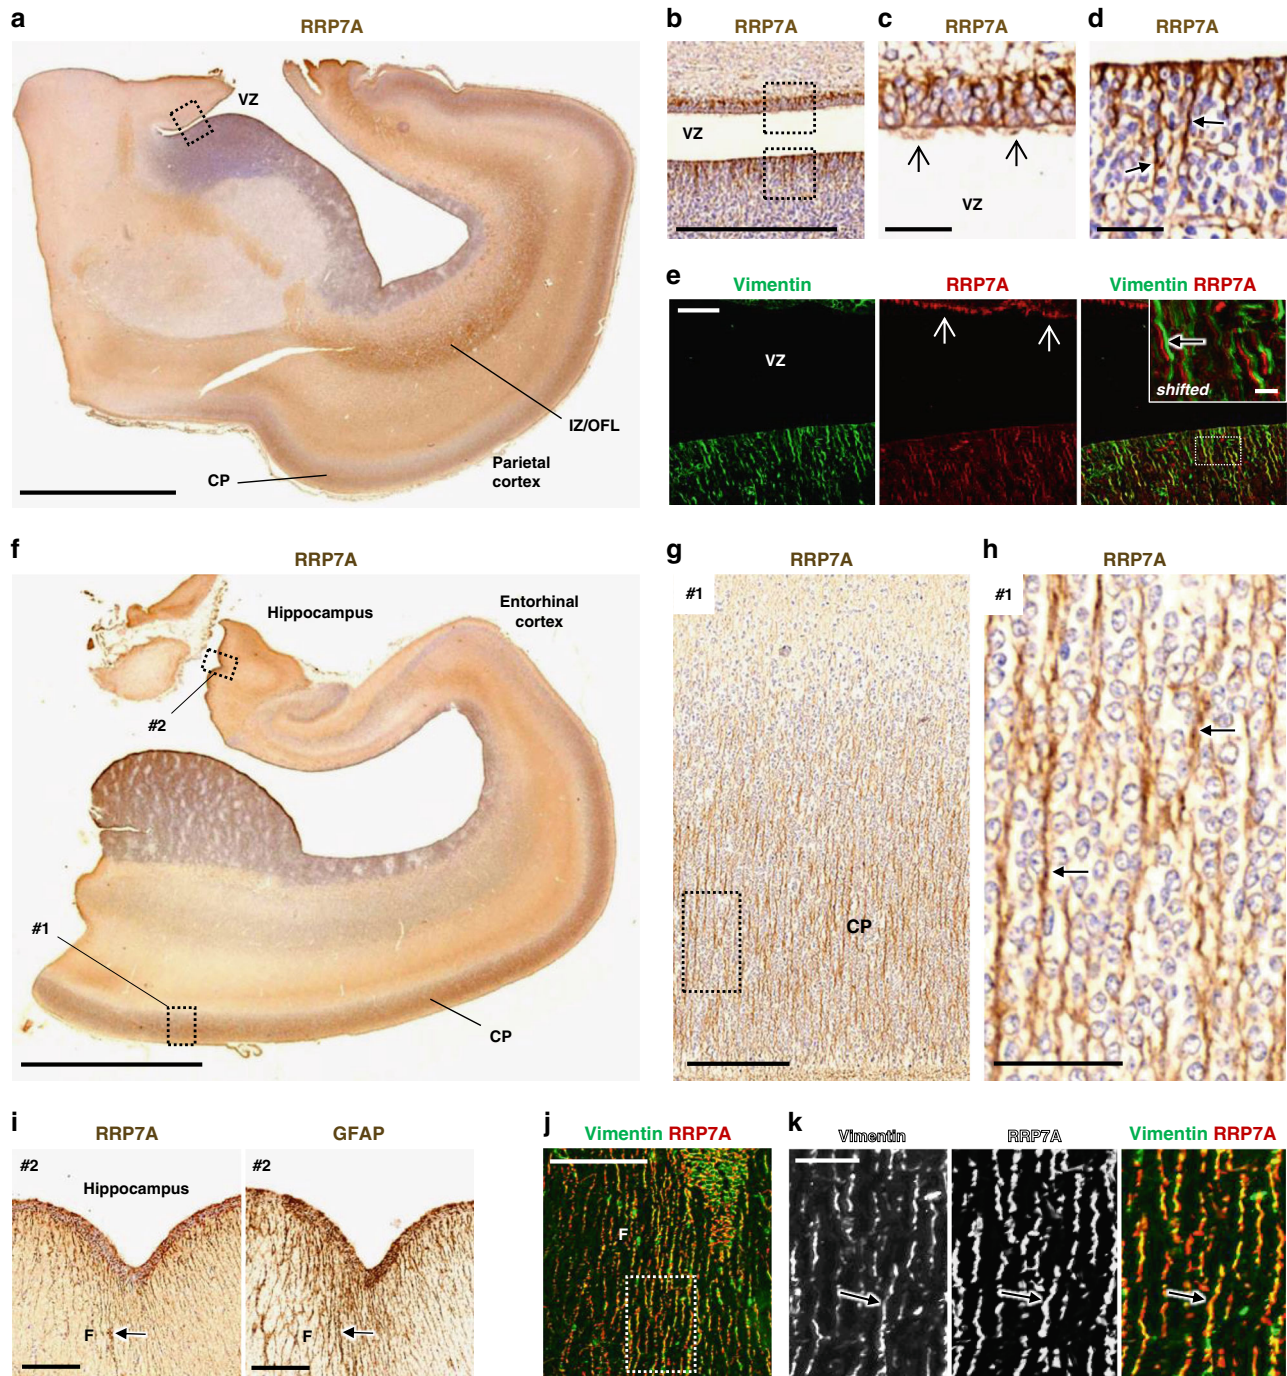 a
RRP7A
VZ
IZ/OFL
Parietal
cortex
CP
b
RRP7A
VZ
c
RRP7A
VZ
d
RRP7A
e
Vimentin
RRP7A
Vimentin RRP7A
VZ
shifted
f
RRP7A
Hippocampus
Entorhinal
cortex
#2
#1
CP
g
RRP7A
#1
CP
h
RRP7A
#1
i
RRP7A
GFAP
#2
Hippocampus
F
#2
F
j
Vimentin RRP7A
F
k
Vimentin
RRP7A
Vimentin RRP7A